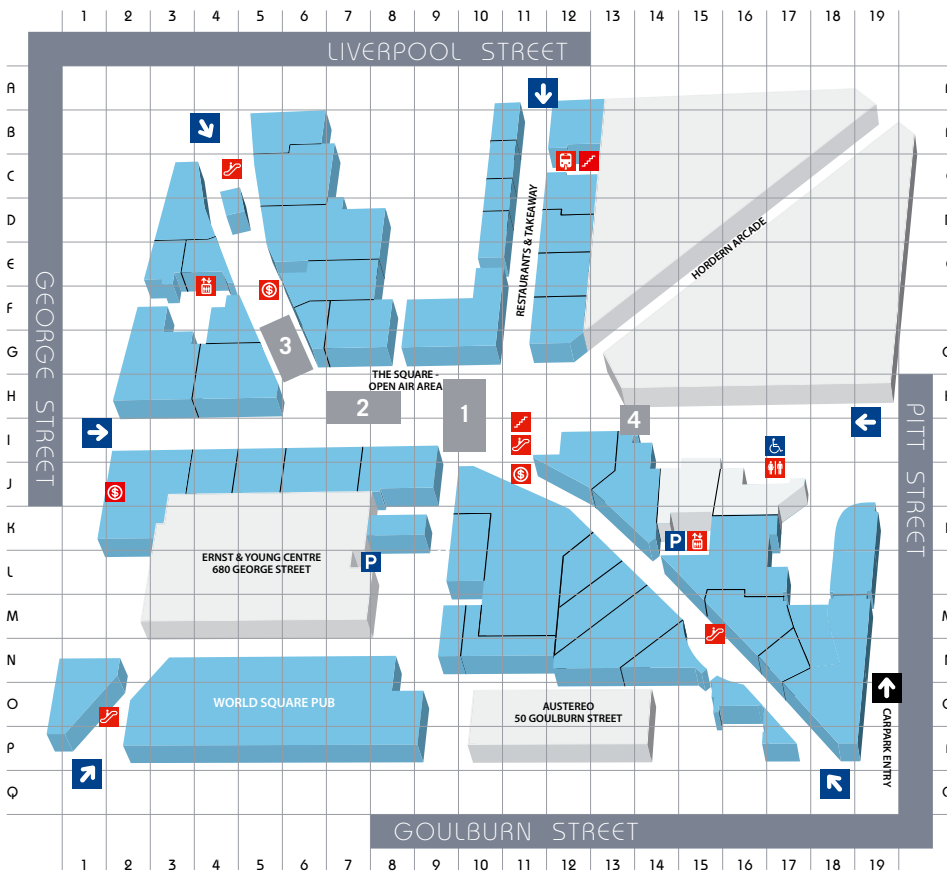 1 2 3 4 5 6 7 8 9 10 11 12 13 14 15 16 17 18 19
LIVERPOOL STREET
A
B
C
D
E
F
G
H
I
J
K
L
M
N
O
P
Q
GEORGE STREET
RESTAURANTS & TAKEAWAY
HORDERN ARCADE
3
THE SQUARE -
OPEN AIR AREA
2
1
4
$
$
$
PITT STREET
ERNST & YOUNG CENTRE
680 GEORGE STREET
P
P
WORLD SQUARE PUB
AUSTEREO
50 GOULBURN STREET
CARPARK ENTRY
GOULBURN STREET
1 2 3 4 5 6 7 8 9 10 11 12 13 14 15 16 17 18 19